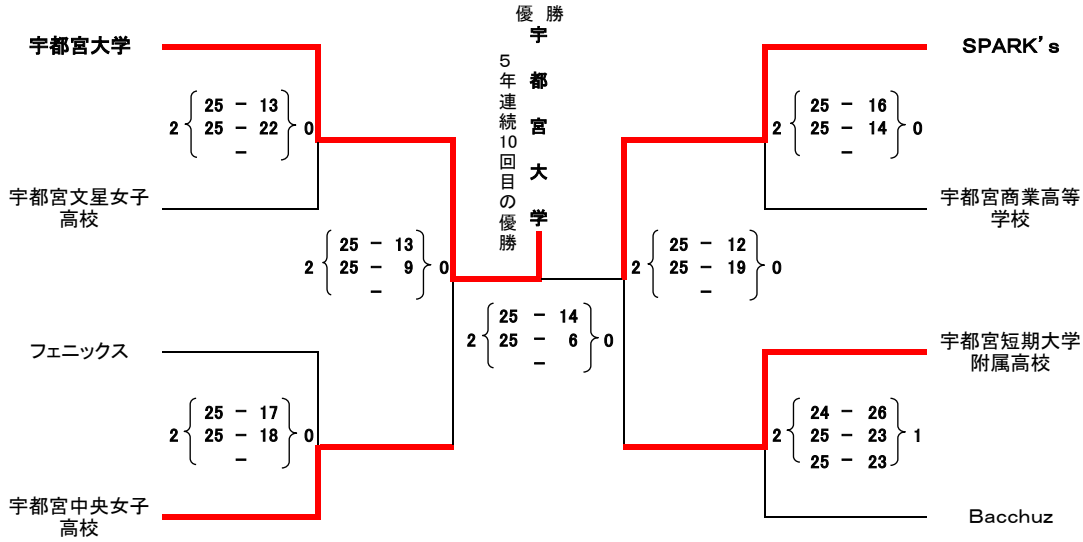 優 勝
宇都宮大学
5年連続10回目の優勝
宇都宮大学
2 25 － 13 0
25 － 22
－
宇都宮文星女子
高校
2 25 － 13 0
25 － 9
－
フェニックス
2 25 － 17 0
25 － 18
－
宇都宮中央女子
高校
2 25 － 14 0
25 － 6
－
SPARK’s
2 25 － 16 0
25 － 14
－
宇都宮商業高等
学校
2 25 － 12 0
25 － 19
－
宇都宮短期大学
附属高校
2 24 － 26 1
25 － 23
25 － 23
Bacchuz